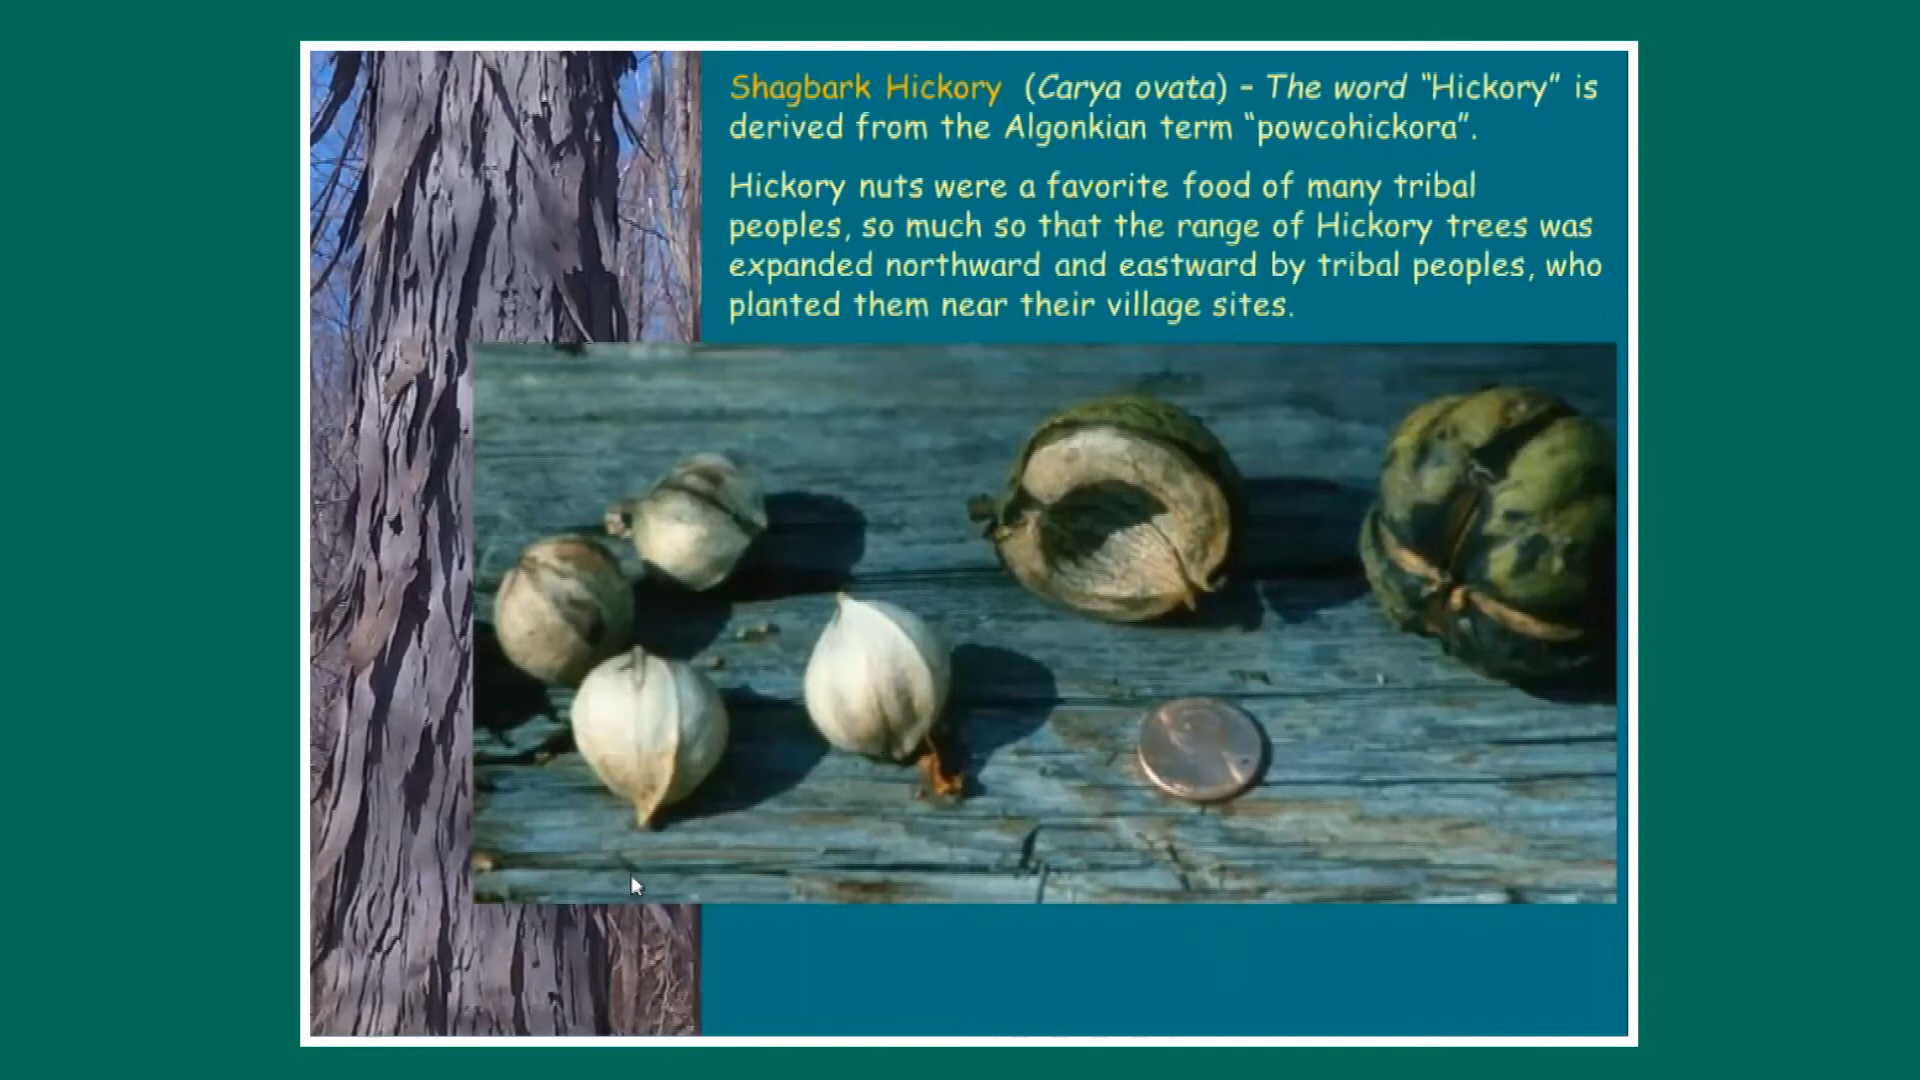 Shagbark Hickory (Carya ovata) – The word “Hickory” is
derived from the Algonkian term “powcohickora”.
Hickory nuts were a favorite food of many tribal
peoples, so much so that the range of Hickory trees was
expanded northward and eastward by tribal peoples, who
planted them near their village sites.